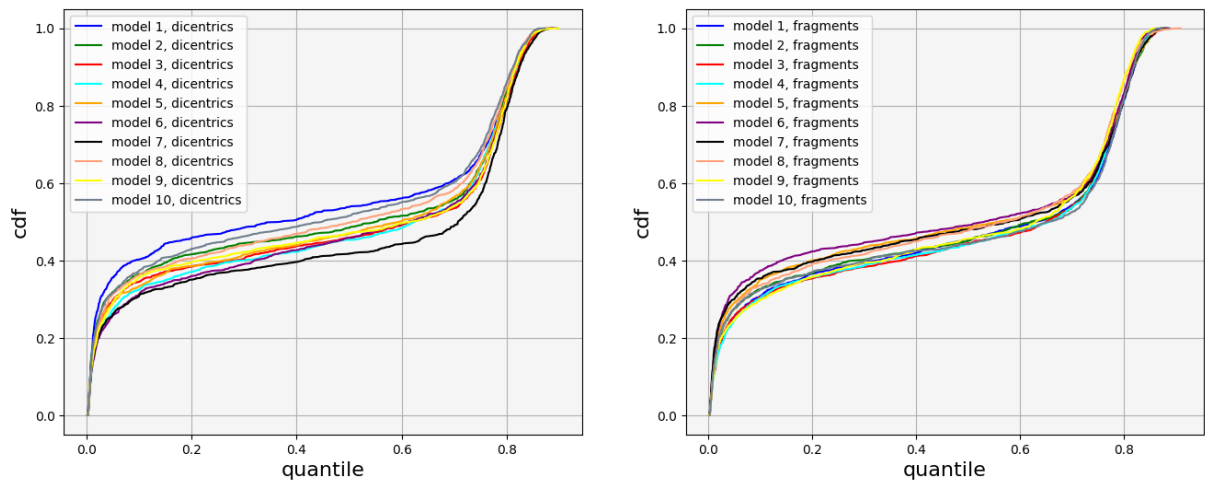 1.0
0.8
0.6
0.4
0.2
0.0
cdf
0.0 0.2 0.4 0.6 0.8
quantile
model 1, dicentrics
model 2, dicentrics
model 3, dicentrics
model 4, dicentrics
model 5, dicentrics
model 6, dicentrics
model 7, dicentrics
model 8, dicentrics
model 9, dicentrics
model 10, dicentrics
1.0
0.8
0.6
0.4
0.2
0.0
cdf
0.0 0.2 0.4 0.6 0.8
quantile
model 1, fragments
model 2, fragments
model 3, fragments
model 4, fragments
model 5, fragments
model 6, fragments
model 7, fragments
model 8, fragments
model 9, fragments
model 10, fragments